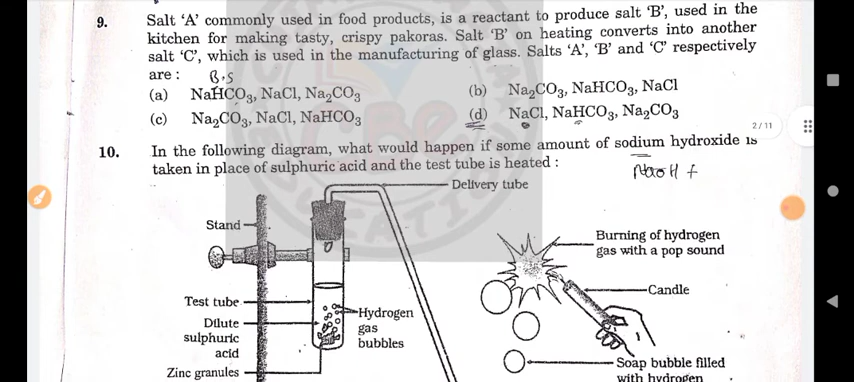 9. Salt 'A' commonly used in food products, is a reactant to produce salt 'B', used in the
kitchen for making tasty, crispy pakoras. Salt 'B' on heating converts into another
salt 'C', which is used in the manufacturing of glass. Salts 'A', 'B' and 'C' respectively
are : B.S
(a) NaHCO₃, NaCl, Na₂CO₃ (b) Na₂CO₃, NaHCO₃, NaCl
(c) Na₂CO₃, NaCl, NaHCO₃ (d) NaCl, NaHCO₃, Na₂CO₃
2/11
10. In the following diagram, what would happen if some amount of sodium hydroxide is
taken in place of sulphuric acid and the test tube is heated :
NaoH +
Delivery tube
Stand
Burning of hydrogen
gas with a pop sound
Candle
Test tube
Hydrogen
gas
bubbles
Dilute
sulphuric
acid
Zinc granules
Soap bubble filled
with hydrogen